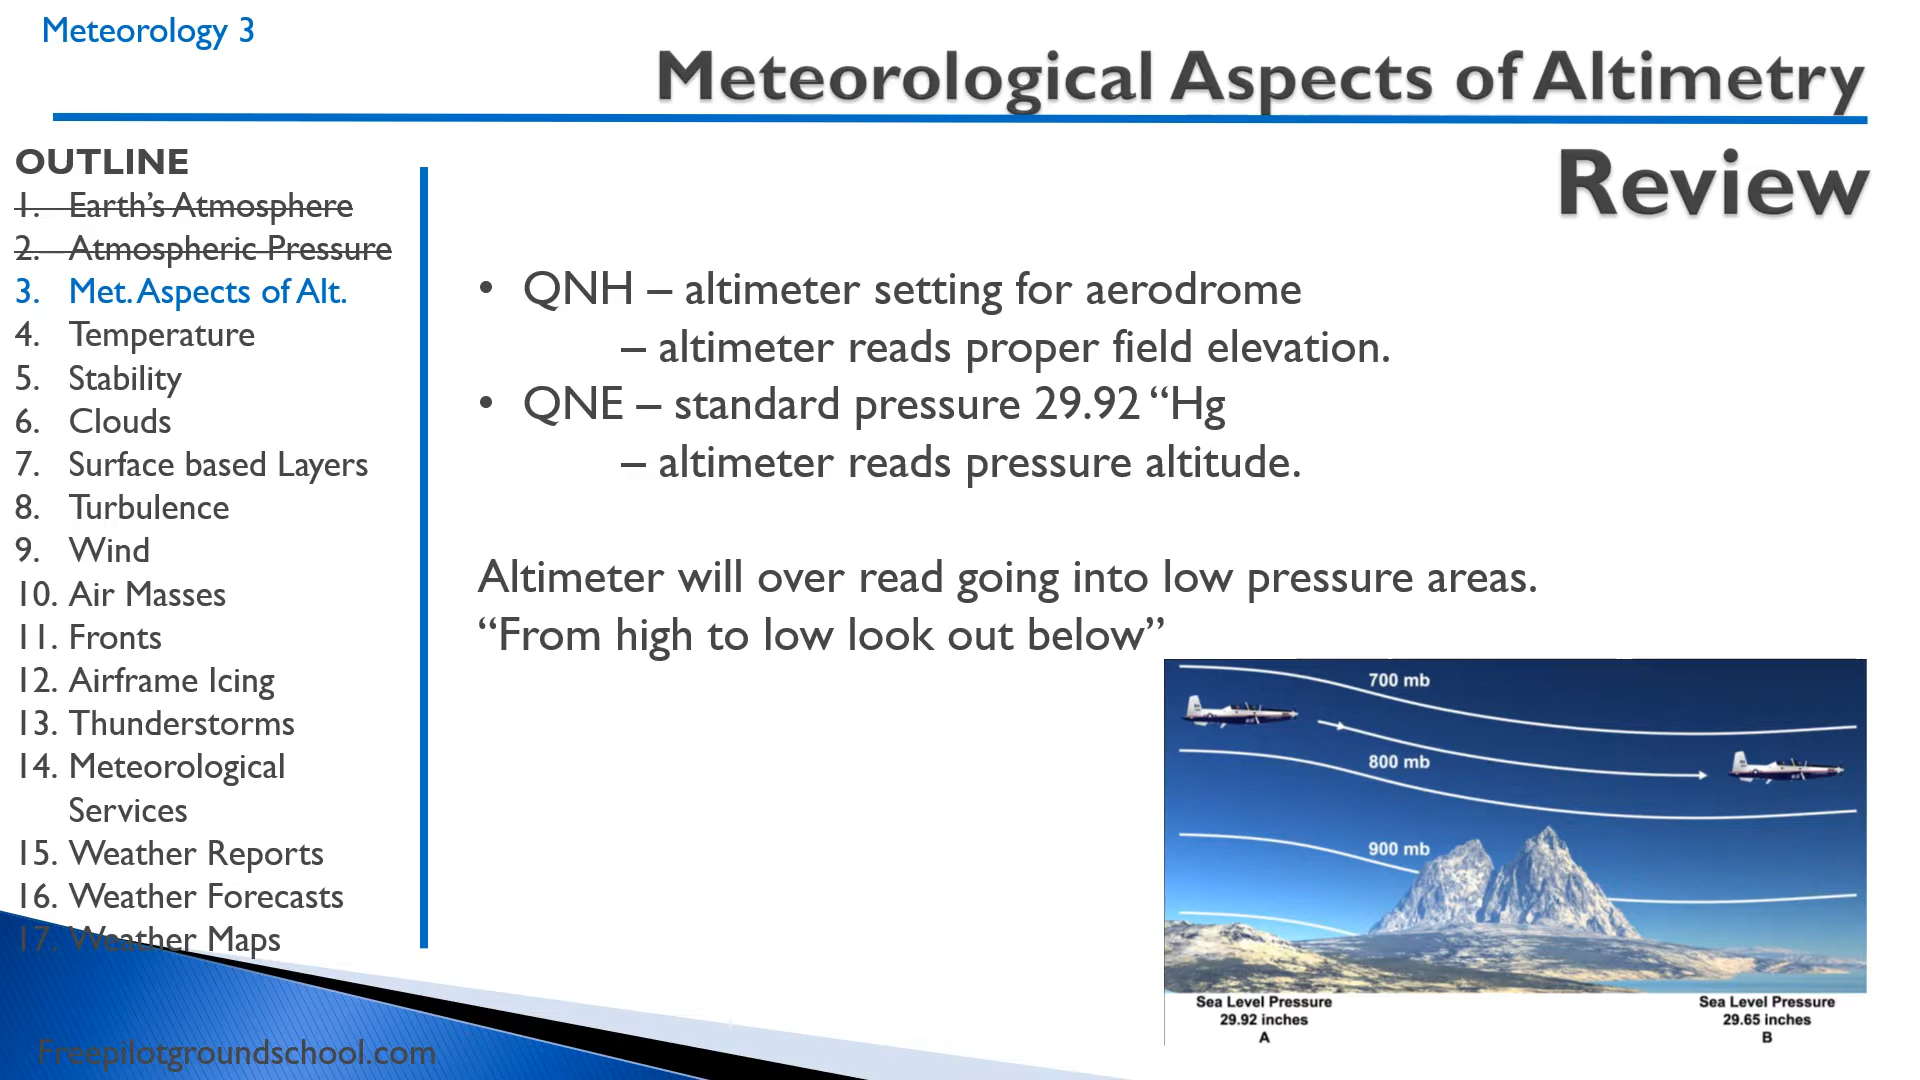 Meteorology 3
Meteorological Aspects of Altimetry
Review
OUTLINE
1. Earth's Atmosphere
2. Atmospheric Pressure
3. Met. Aspects of Alt.
4. Temperature
5. Stability
6. Clouds
7. Surface based Layers
8. Turbulence
9. Wind
10. Air Masses
11. Fronts
12. Airframe Icing
13. Thunderstorms
14. Meteorological
Services
15. Weather Reports
16. Weather Forecasts
17. Weather Maps
• QNH – altimeter setting for aerodrome
– altimeter reads proper field elevation.
• QNE – standard pressure 29.92 “Hg
– altimeter reads pressure altitude.
Altimeter will over read going into low pressure areas.
“From high to low look out below”
700 mb
800 mb
900 mb
Sea Level Pressure
29.92 inches
A
Sea Level Pressure
29.65 inches
B
Freepilotgroundschool.com